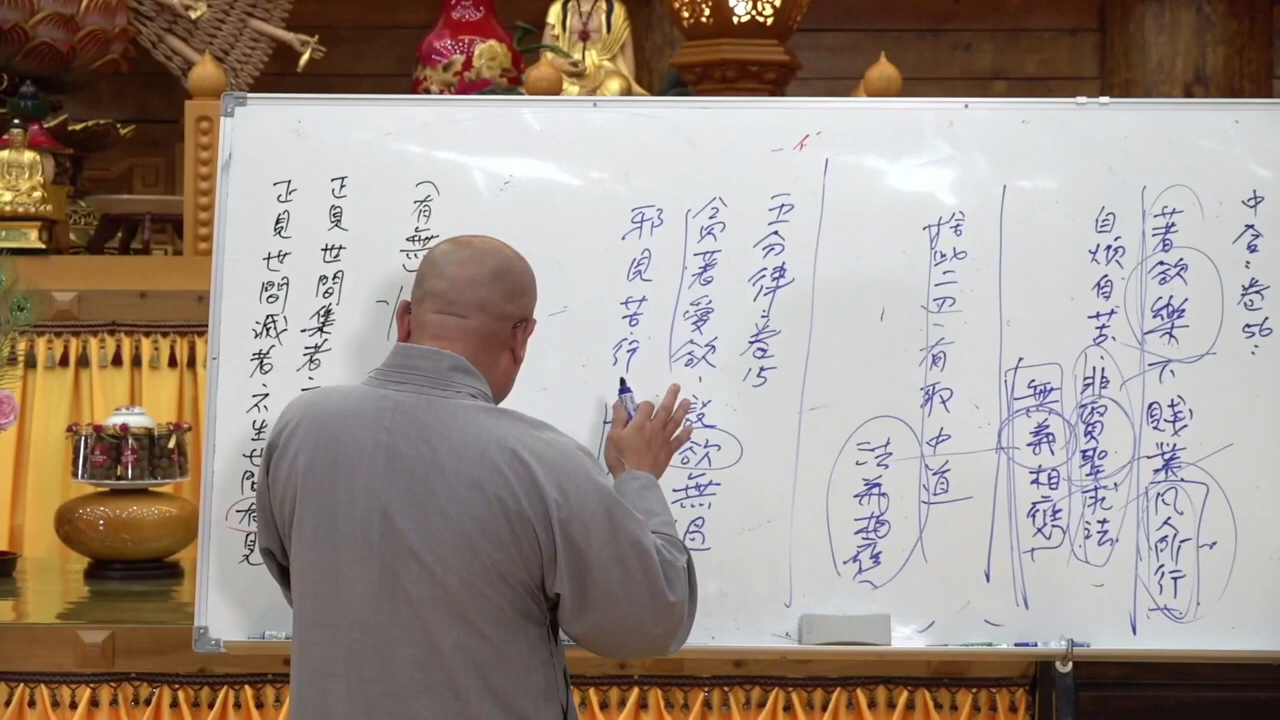 中含：卷56：
著欲樂下賤業凡人所行也
自煩自苦、非賢聖求法、
無義相應、
捨此二四、有取中道
法義相應
五分律：卷15
貪著愛欲、說欲無過
邪見苦行
（有無）
正見世間集者、
正見世間滅者、不生世間有見